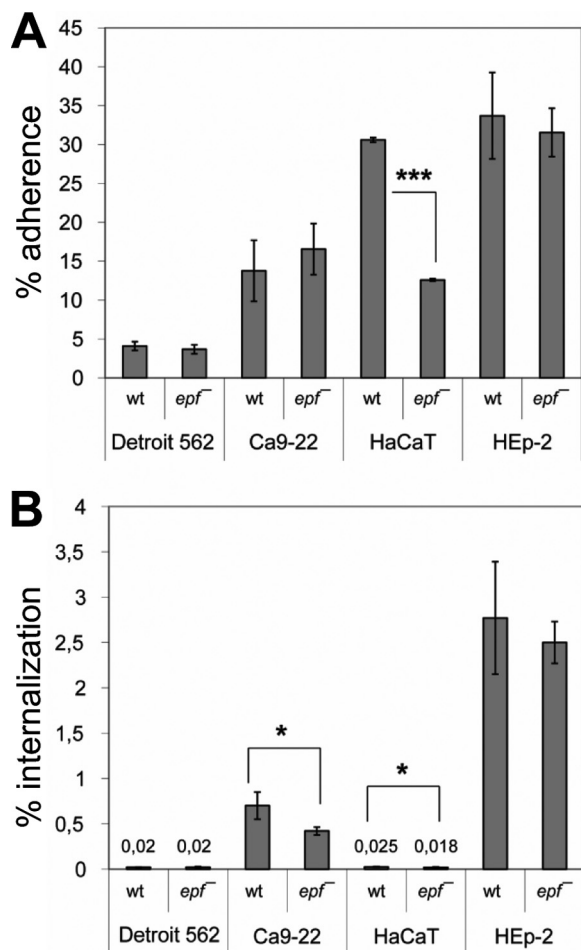 A
% adherence
45
40
35
30
25
20
15
10
5
0
***
wt epf⁻ wt epf⁻ wt epf⁻ wt epf⁻
Detroit 562 Ca9-22 HaCaT HEp-2
B
% internalization
4
3,5
3
2,5
2
1,5
1
0,5
0
* *
0,02 0,02 0,025 0,018
wt epf⁻ wt epf⁻ wt epf⁻ wt epf⁻
Detroit 562 Ca9-22 HaCaT HEp-2